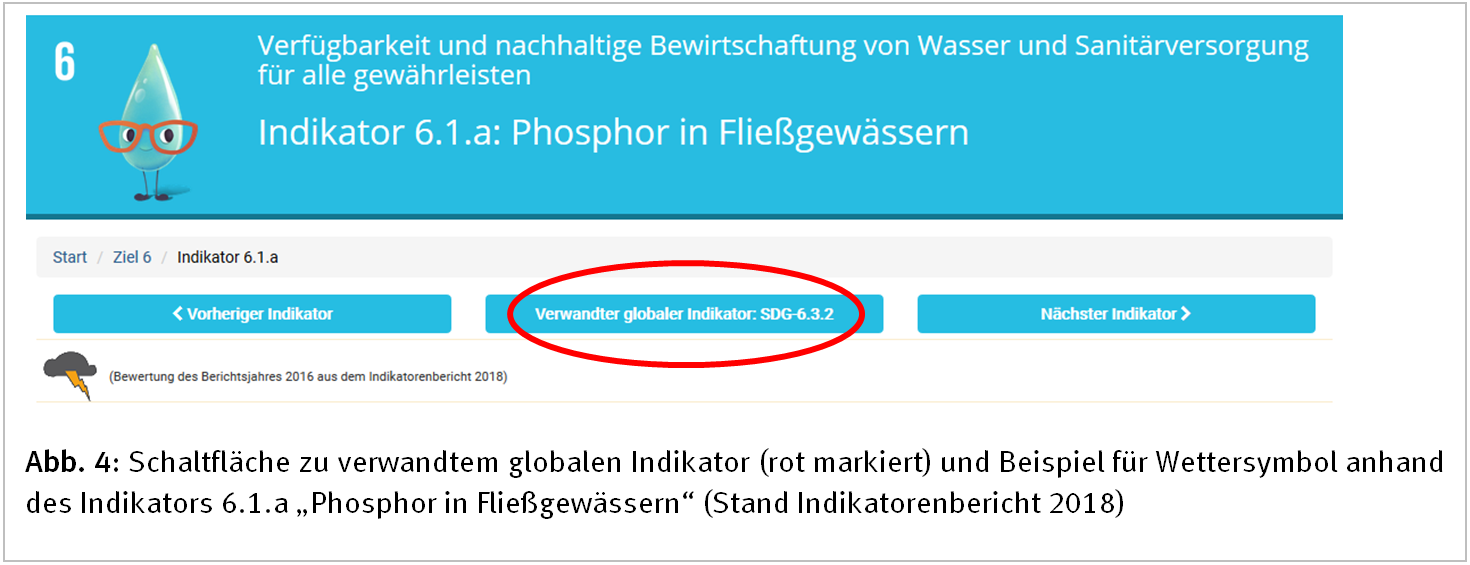 6
Verfügbarkeit und nachhaltige Bewirtschaftung von Wasser und Sanitärversorgung
für alle gewährleisten
Indikator 6.1.a: Phosphor in Fließgewässern
Start / Ziel 6 / Indikator 6.1.a
Vorheriger Indikator
Verwandter globaler Indikator: SDG-6.3.2
Nächster Indikator
(Bewertung des Berichtsjahres 2016 aus dem Indikatorenbericht 2018)
Abb. 4: Schaltfläche zu verwandtem globalen Indikator (rot markiert) und Beispiel für Wettersymbol anhand
des Indikators 6.1.a „Phosphor in Fließgewässern“ (Stand Indikatorenbericht 2018)